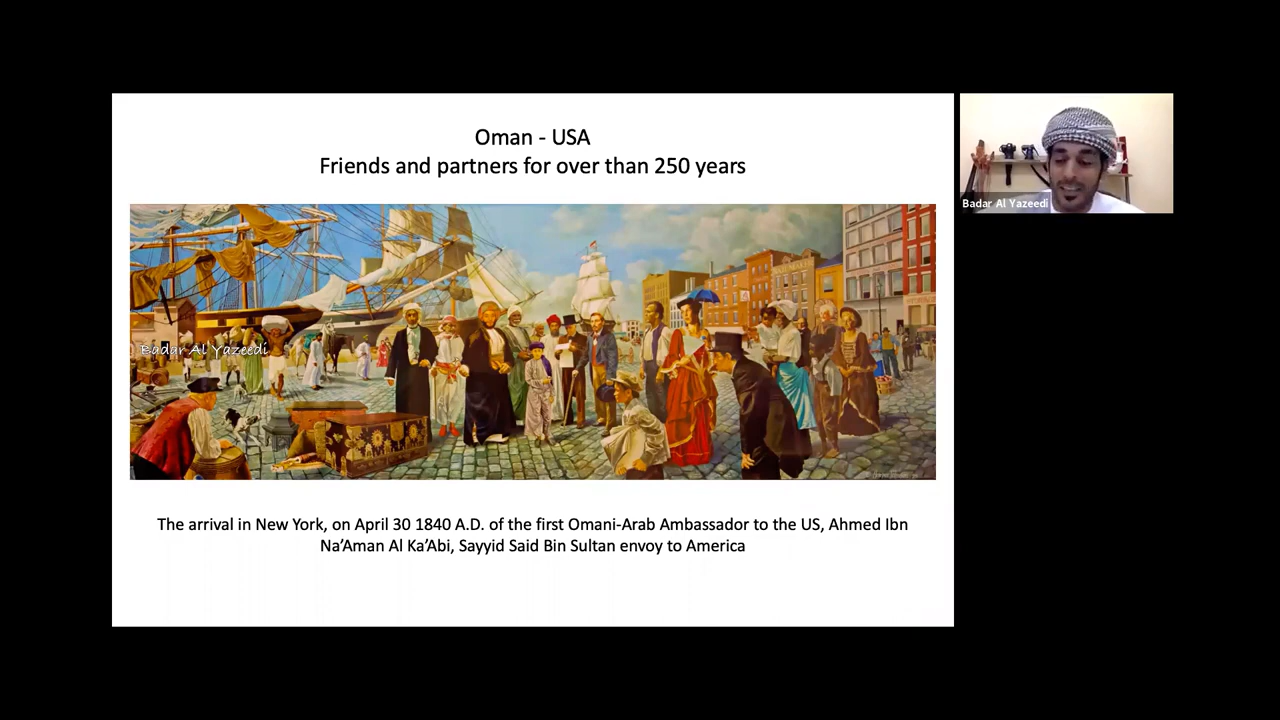 Oman - USA
Friends and partners for over than 250 years
Badar Al Yazeedi
Badar Al Yazeedi
The arrival in New York, on April 30 1840 A.D. of the first Omani-Arab Ambassador to the US, Ahmed Ibn
Na’Aman Al Ka’Abi, Sayyid Said Bin Sultan envoy to America